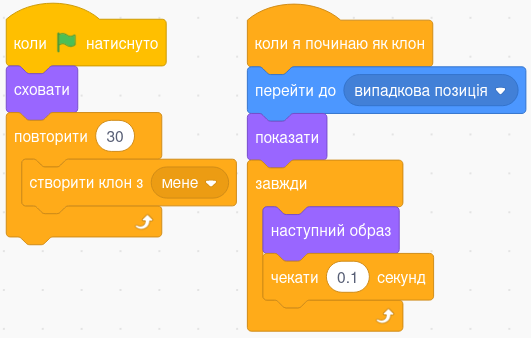 коли натиснуто
сховати
повторити 30
створити клон з мене
коли я починаю як клон
перейти до випадкова позиція
показати
завжди
наступний образ
чекати 0.1 секунд